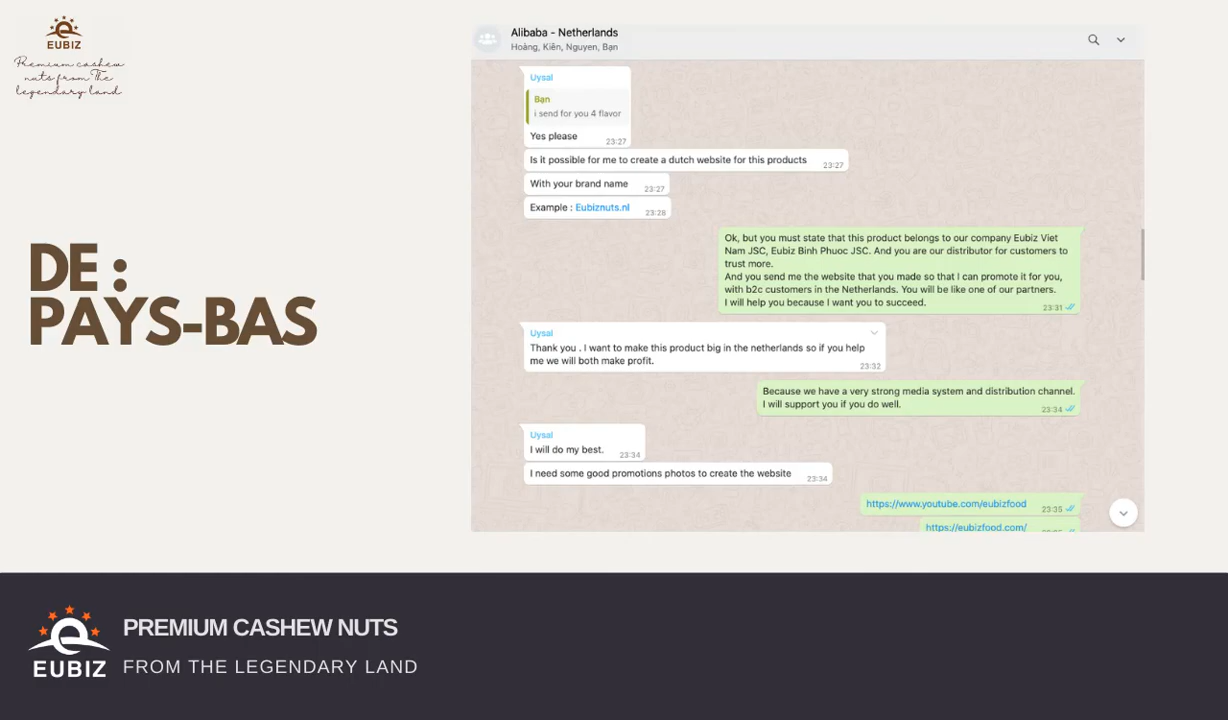 EUBIZ
Premium cashew
nuts from The
legendary land
DE :
PAYS-BAS
Alibaba - Netherlands
Hoàng, Kiên, Nguyen, Bạn
Uysal
Bạn
i send for you 4 flavor
Yes please
23:27
Is it possible for me to create a dutch website for this products
23:27
With your brand name
23:27
Example : Eubiznuts.nl
23:28
Ok, but you must state that this product belongs to our company Eubiz Viet
Nam JSC, Eubiz Binh Phuoc JSC. And you are our distributor for customers to
trust more.
And you send me the website that you made so that I can promote it for you,
with b2c customers in the Netherlands. You will be like one of our partners.
I will help you because I want you to succeed.
23:31
Uysal
Thank you . I want to make this product big in the netherlands so if you help
me we will both make profit.
23:32
Because we have a very strong media system and distribution channel.
I will support you if you do well.
23:34
Uysal
I will do my best.
23:34
I need some good promotions photos to create the website
23:34
https://www.youtube.com/eubizfood
23:35
https://eubizfood.com/
EUBIZ
PREMIUM CASHEW NUTS
FROM THE LEGENDARY LAND